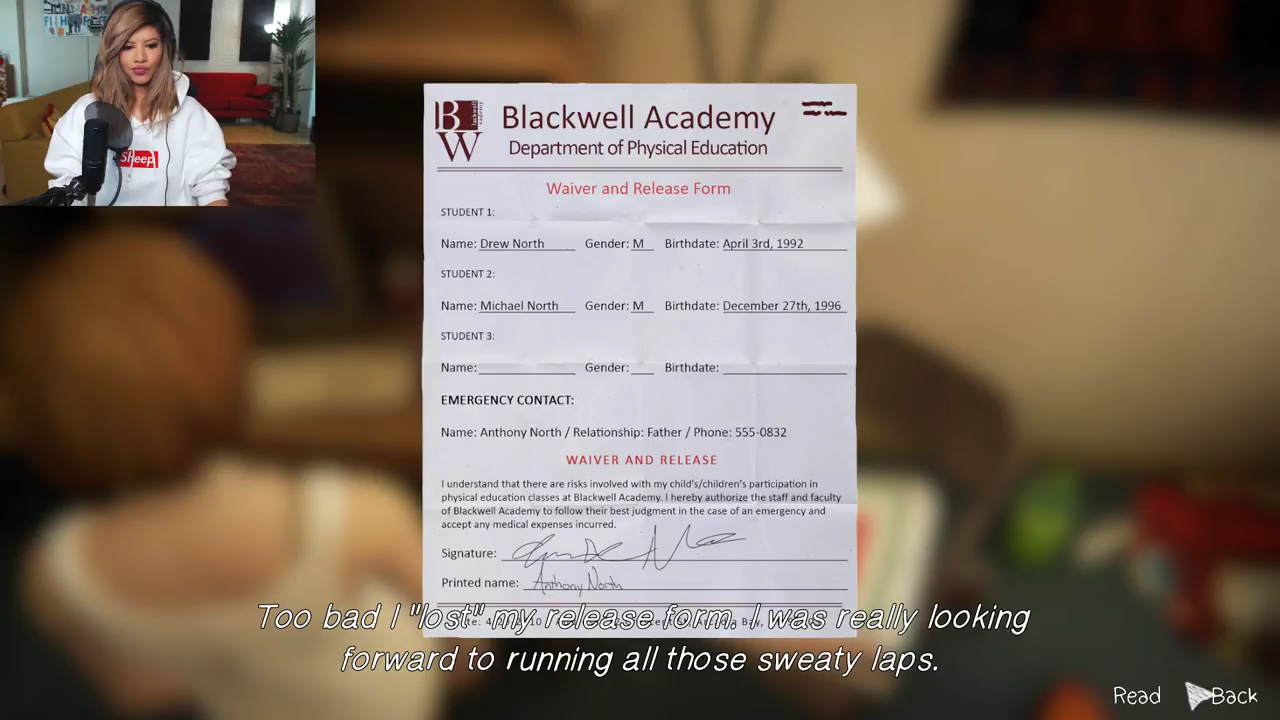 Sheep
BW
Blackwell Academy
Department of Physical Education
Waiver and Release Form
STUDENT 1:
Name: Drew North Gender: M Birthdate: April 3rd, 1992
STUDENT 2:
Name: Michael North Gender: M Birthdate: December 27th, 1996
STUDENT 3:
Name: Gender: Birthdate:
EMERGENCY CONTACT:
Name: Anthony North / Relationship: Father / Phone: 555-0832
WAIVER AND RELEASE
I understand that there are risks involved with my child's/children's participation in
physical education classes at Blackwell Academy. I hereby authorize the staff and faculty
of Blackwell Academy to follow their best judgment in the case of an emergency and
accept any medical expenses incurred.
Signature:
Printed name: Anthony North
Too bad I "lost" my release form. I was really looking
forward to running all those sweaty laps.
Read Back